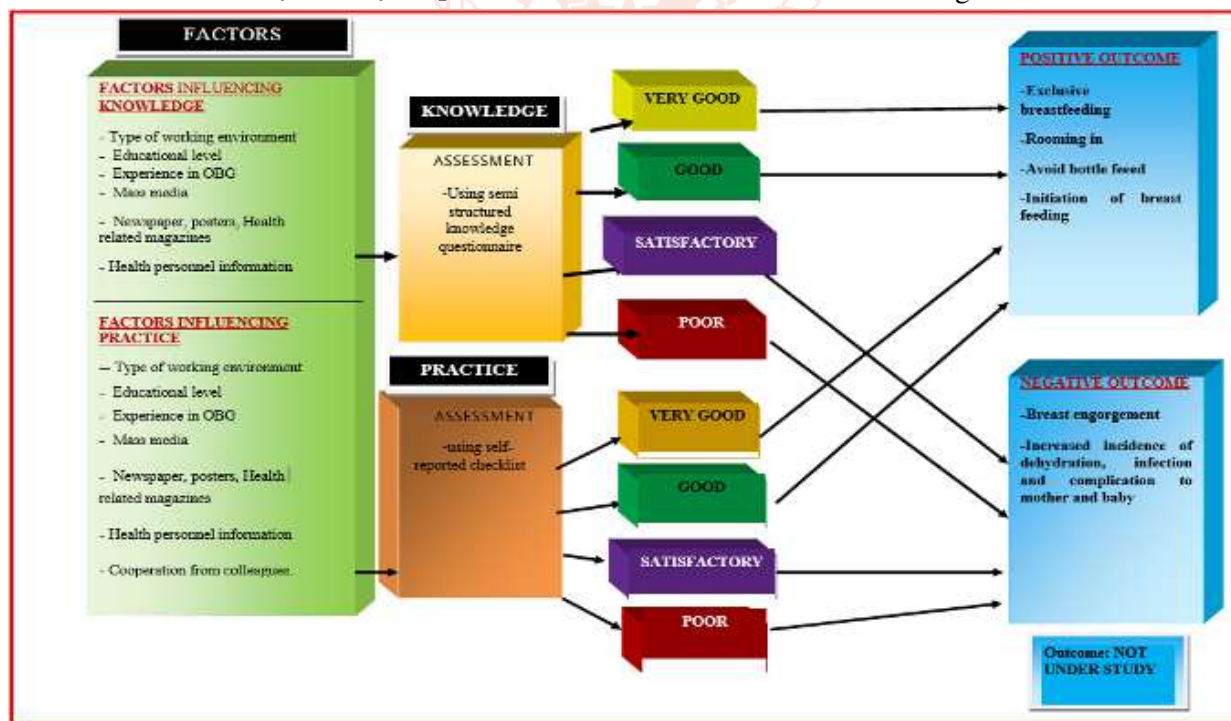 FACTORS
FACTORS INFLUENCING
KNOWLEDGE
- Type of working environment
- Educational level
- Experience in OBG
- Mass media
- Newspaper, posters, Health
related magazines
- Health personnel information
FACTORS INFLUENCING
PRACTICE
– Type of working environment
- Educational level
- Experience in OBG
- Mass media
- Newspaper, posters, Health
related magazines
- Health personnel information
- Cooperation from colleagues.
KNOWLEDGE
ASSESSMENT
-Using semi
structured
knowledge
questionnaire
PRACTICE
ASSESSMENT
-using self-
reported checklist
VERY GOOD
GOOD
SATISFACTORY
POOR
VERY GOOD
GOOD
SATISFACTORY
POOR
POSITIVE OUTCOME
-Exclusive
breastfeeding
-Rooming in
-Avoid bottle feed
-Initiation of breast
feeding
NEGATIVE OUTCOME
-Breast engorgement
-Increased incidence of
dehydration, infection
and complication to
mother and baby
Outcome: NOT
UNDER STUDY